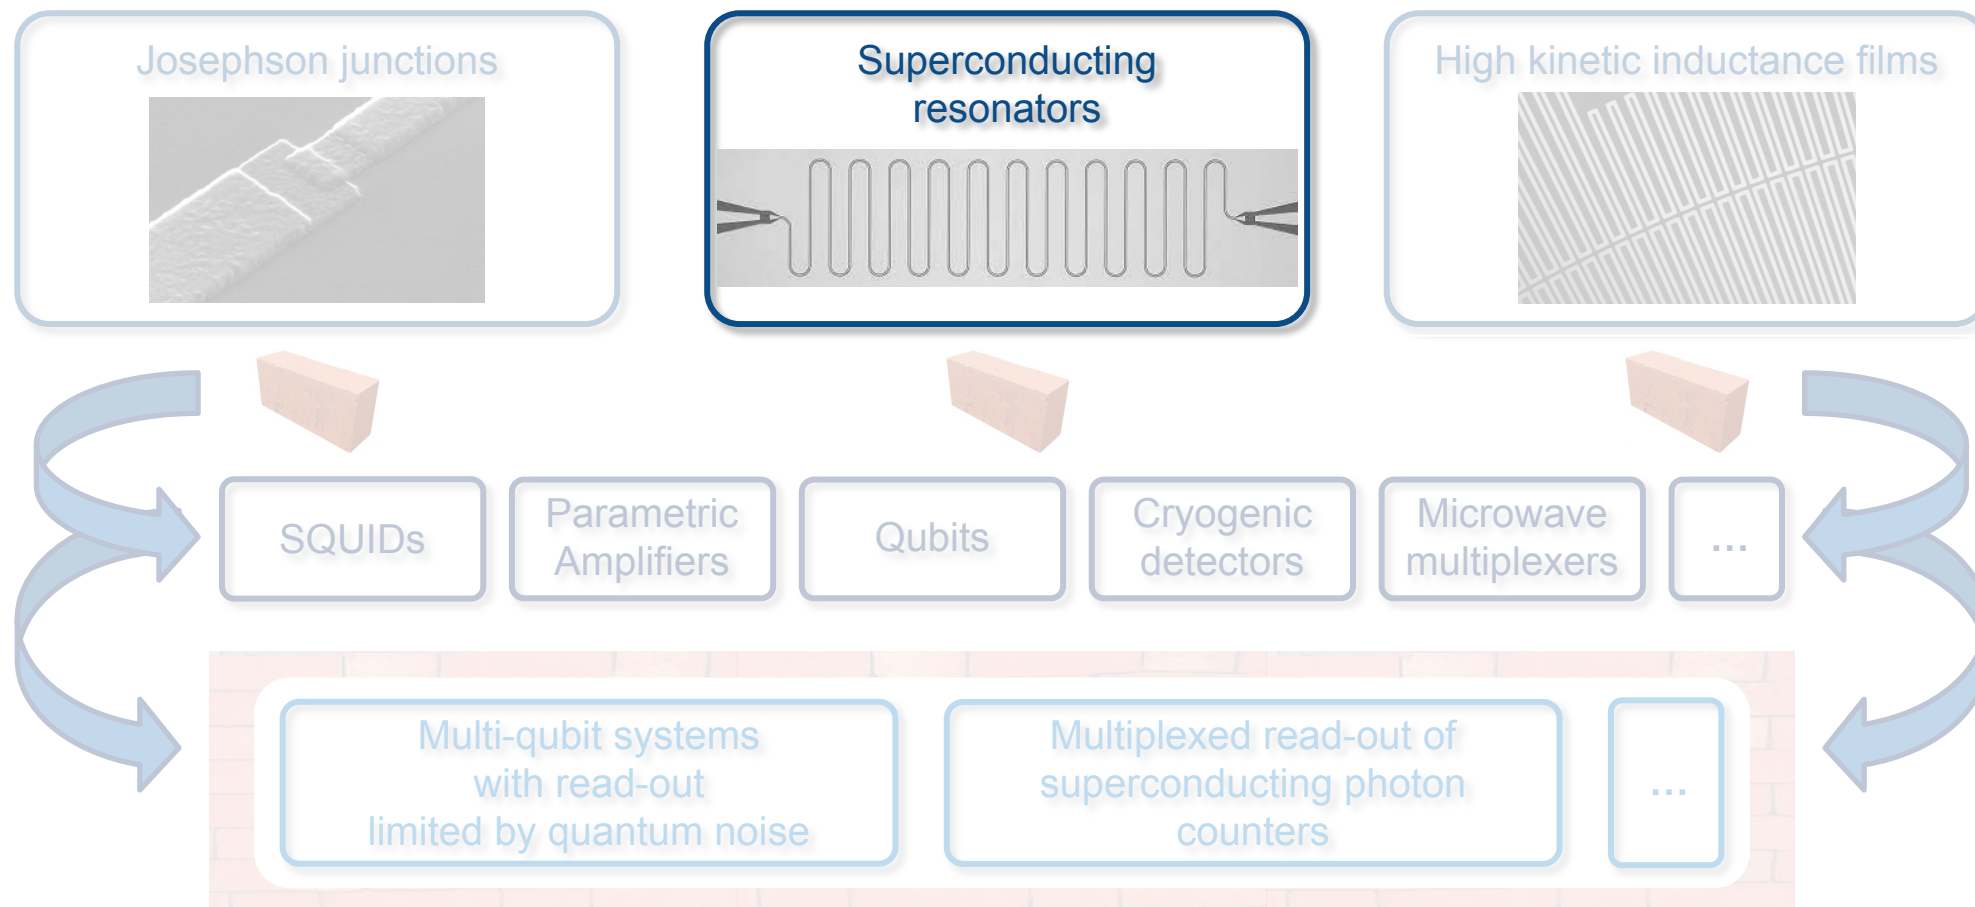 Josephson junctions
Superconducting
resonators
High kinetic inductance films
SQUIDs
Parametric
Amplifiers
Qubits
Cryogenic
detectors
Microwave
multiplexers
...
Multi-qubit systems
with read-out
limited by quantum noise
Multiplexed read-out of
superconducting photon
counters
...